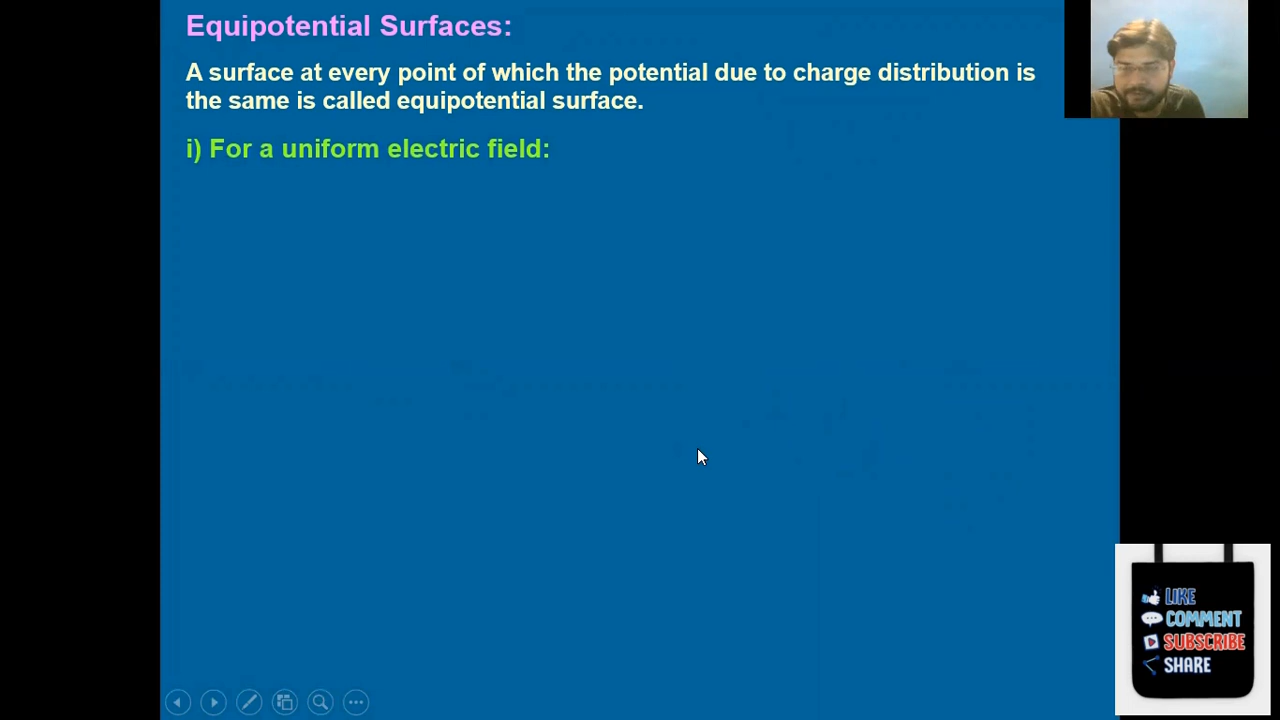 Equipotential Surfaces:
A surface at every point of which the potential due to charge distribution is
the same is called equipotential surface.
i) For a uniform electric field:
LIKE
COMMENT
SUBSCRIBE
SHARE